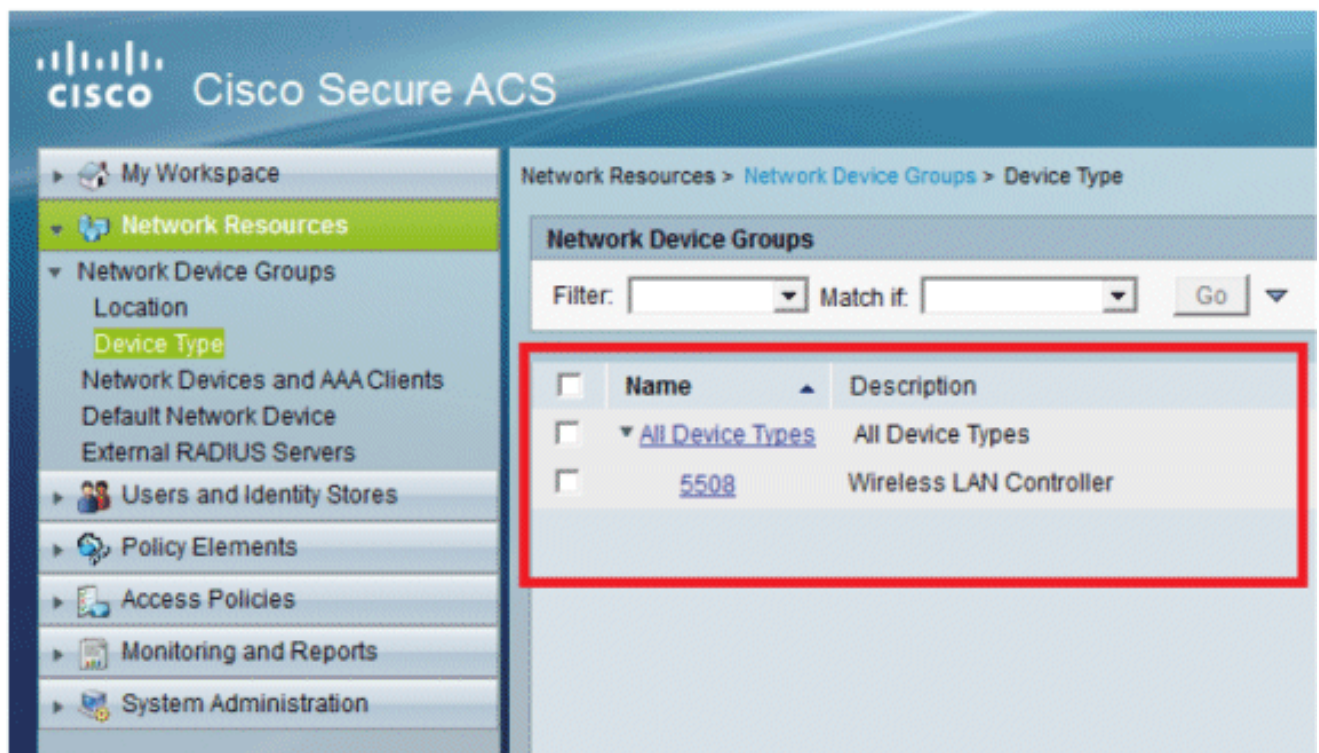 CISCO Cisco Secure ACS
My Workspace
Network Resources
Network Device Groups
Location
Device Type
Network Devices and AAA Clients
Default Network Device
External RADIUS Servers
Users and Identity Stores
Policy Elements
Access Policies
Monitoring and Reports
System Administration
Network Resources > Network Device Groups > Device Type
Network Device Groups
Filter: Match if: Go
Name Description
All Device Types All Device Types
5508 Wireless LAN Controller